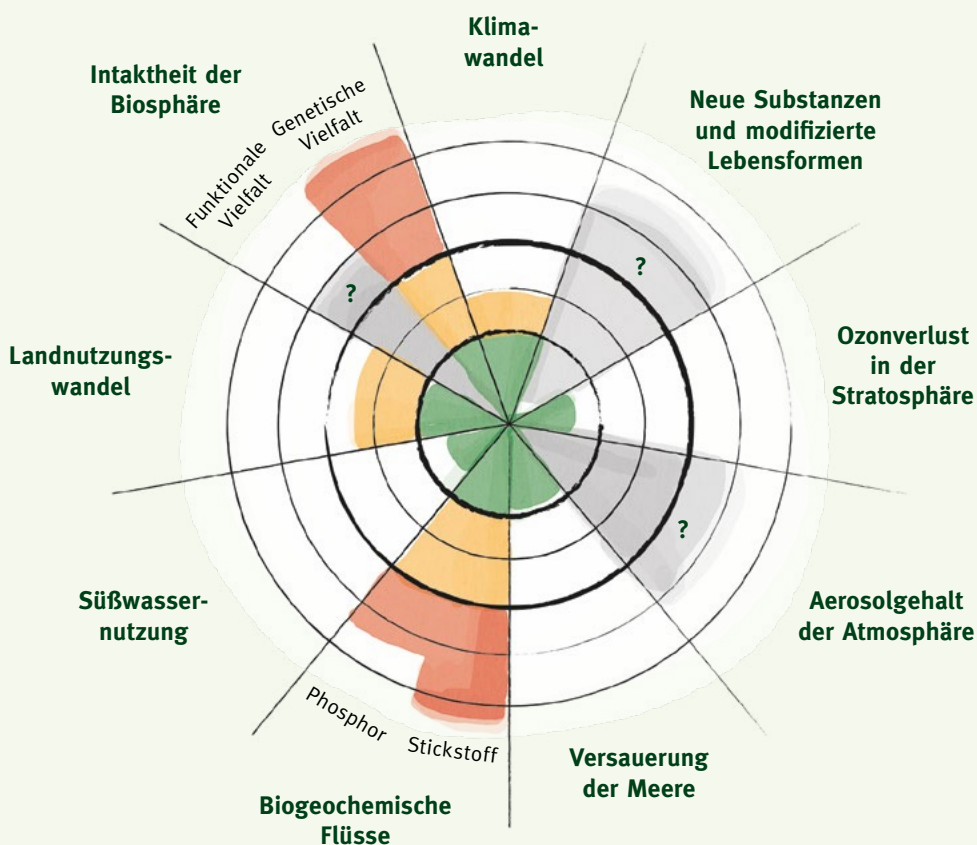 Klima-
wandel
Intaktheit der
Biosphäre
Genetische
Vielfalt
Funktionale
Vielfalt
Neue Substanzen
und modifizierte
Lebensformen
?
?
Landnutzungs-
wandel
Ozonverlust
in der
Stratosphäre
?
Süßwasser-
nutzung
Aerosolgehalt
der Atmosphäre
Phosphor
Stickstoff
Versauerung
der Meere
Biogeochemische
Flüsse